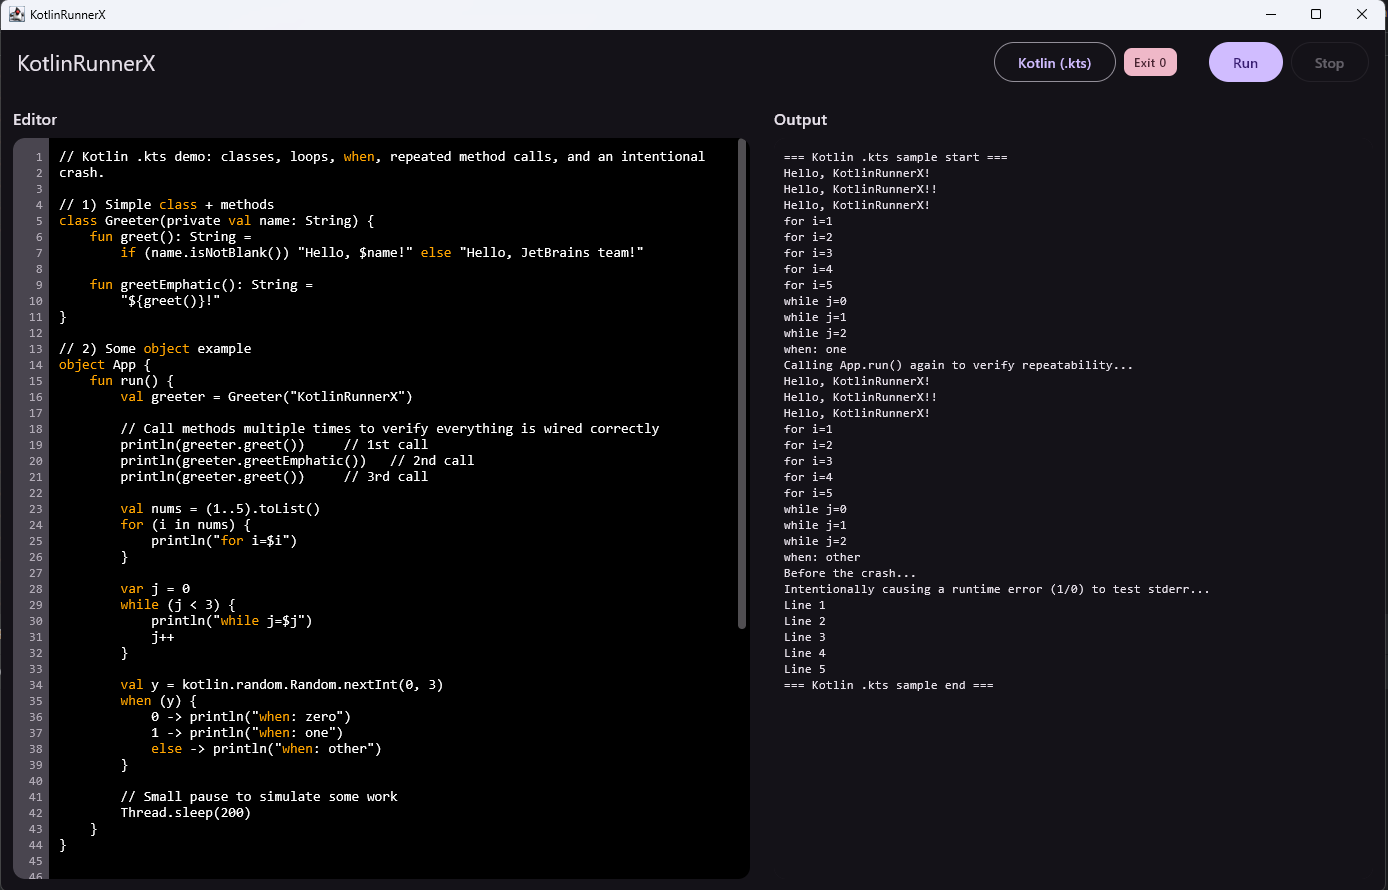 KotlinRunnerX
KotlinRunnerX
Kotlin (.kts)
Exit 0
Run
Stop
Editor
1 // Kotlin .kts demo: classes, loops, when, repeated method calls, and an intentional
2 crash.
3
4 // 1) Simple class + methods
5 class Greeter(private val name: String) {
6     fun greet(): String =
7         if (name.isNotBlank()) "Hello, $name!" else "Hello, JetBrains team!"
8
9     fun greetEmphatic(): String =
10         "${greet()}!"
11 }
12
13 // 2) Some object example
14 object App {
15     fun run() {
16         val greeter = Greeter("KotlinRunnerX")
17
18         // Call methods multiple times to verify everything is wired correctly
19         println(greeter.greet())     // 1st call
20         println(greeter.greetEmphatic())   // 2nd call
21         println(greeter.greet())     // 3rd call
22
23         val nums = (1..5).toList()
24         for (i in nums) {
25             println("for i=$i")
26         }
27
28         var j = 0
29         while (j < 3) {
30             println("while j=$j")
31             j++
32         }
33
34         val y = kotlin.random.Random.nextInt(0, 3)
35         when (y) {
36             0 -> println("when: zero")
37             1 -> println("when: one")
38             else -> println("when: other")
39         }
40
41         // Small pause to simulate some work
42         Thread.sleep(200)
43     }
44 }
45
46
Output
=== Kotlin .kts sample start ===
Hello, KotlinRunnerX!
Hello, KotlinRunnerX!!
Hello, KotlinRunnerX!
for i=1
for i=2
for i=3
for i=4
for i=5
while j=0
while j=1
while j=2
when: one
Calling App.run() again to verify repeatability...
Hello, KotlinRunnerX!
Hello, KotlinRunnerX!!
Hello, KotlinRunnerX!
for i=1
for i=2
for i=3
for i=4
for i=5
while j=0
while j=1
while j=2
when: other
Before the crash...
Intentionally causing a runtime error (1/0) to test stderr...
Line 1
Line 2
Line 3
Line 4
Line 5
=== Kotlin .kts sample end ===